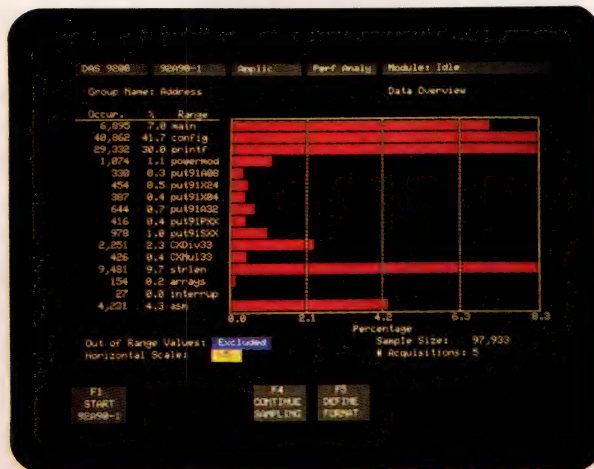 DAS 9200 92A90-1 Applic Perf Analy Module: Idle
Group Name: Address Data Overview
Occur. % Range
6,895 7.0 main
40,862 41.7 config
29,332 30.0 printf
1,074 1.1 powermod
330 0.3 put91A08
454 0.5 put91X24
387 0.4 put91X84
644 0.7 put91A32
416 0.4 put91PXX
978 1.0 put91SXX
2,251 2.3 CXDiv33
426 0.4 CXMul33
9,481 9.7 strlen
154 0.2 arrays
27 0.0 interrup
4,231 4.3 asm
0.0 2.1 4.2 6.3 8.3
Percentage
Out of Range Values: Excluded Sample Size: 97,933
Horizontal Scale: # Acquisitions: 5
F1 F4 F5
START CONTINUE DEFINE
92A90-1 SAMPLING FORMAT